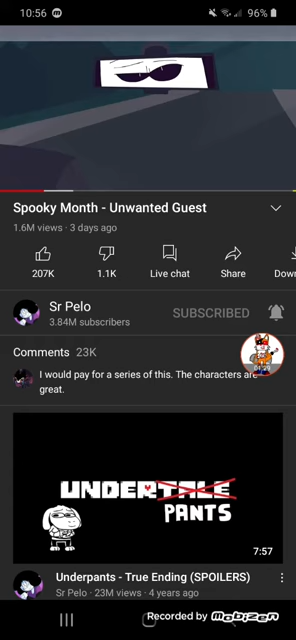 10:56
96%
Spooky Month - Unwanted Guest
1.6M views · 3 days ago
207K
1.1K
Live chat
Share
Down
Sr Pelo
3.84M subscribers
SUBSCRIBED
Comments 23K
I would pay for a series of this. The characters are
great.
UNDERTALE
PANTS
7:57
Underpants - True Ending (SPOILERS)
Sr Pelo · 23M views · 4 years ago
Recorded by mobizen